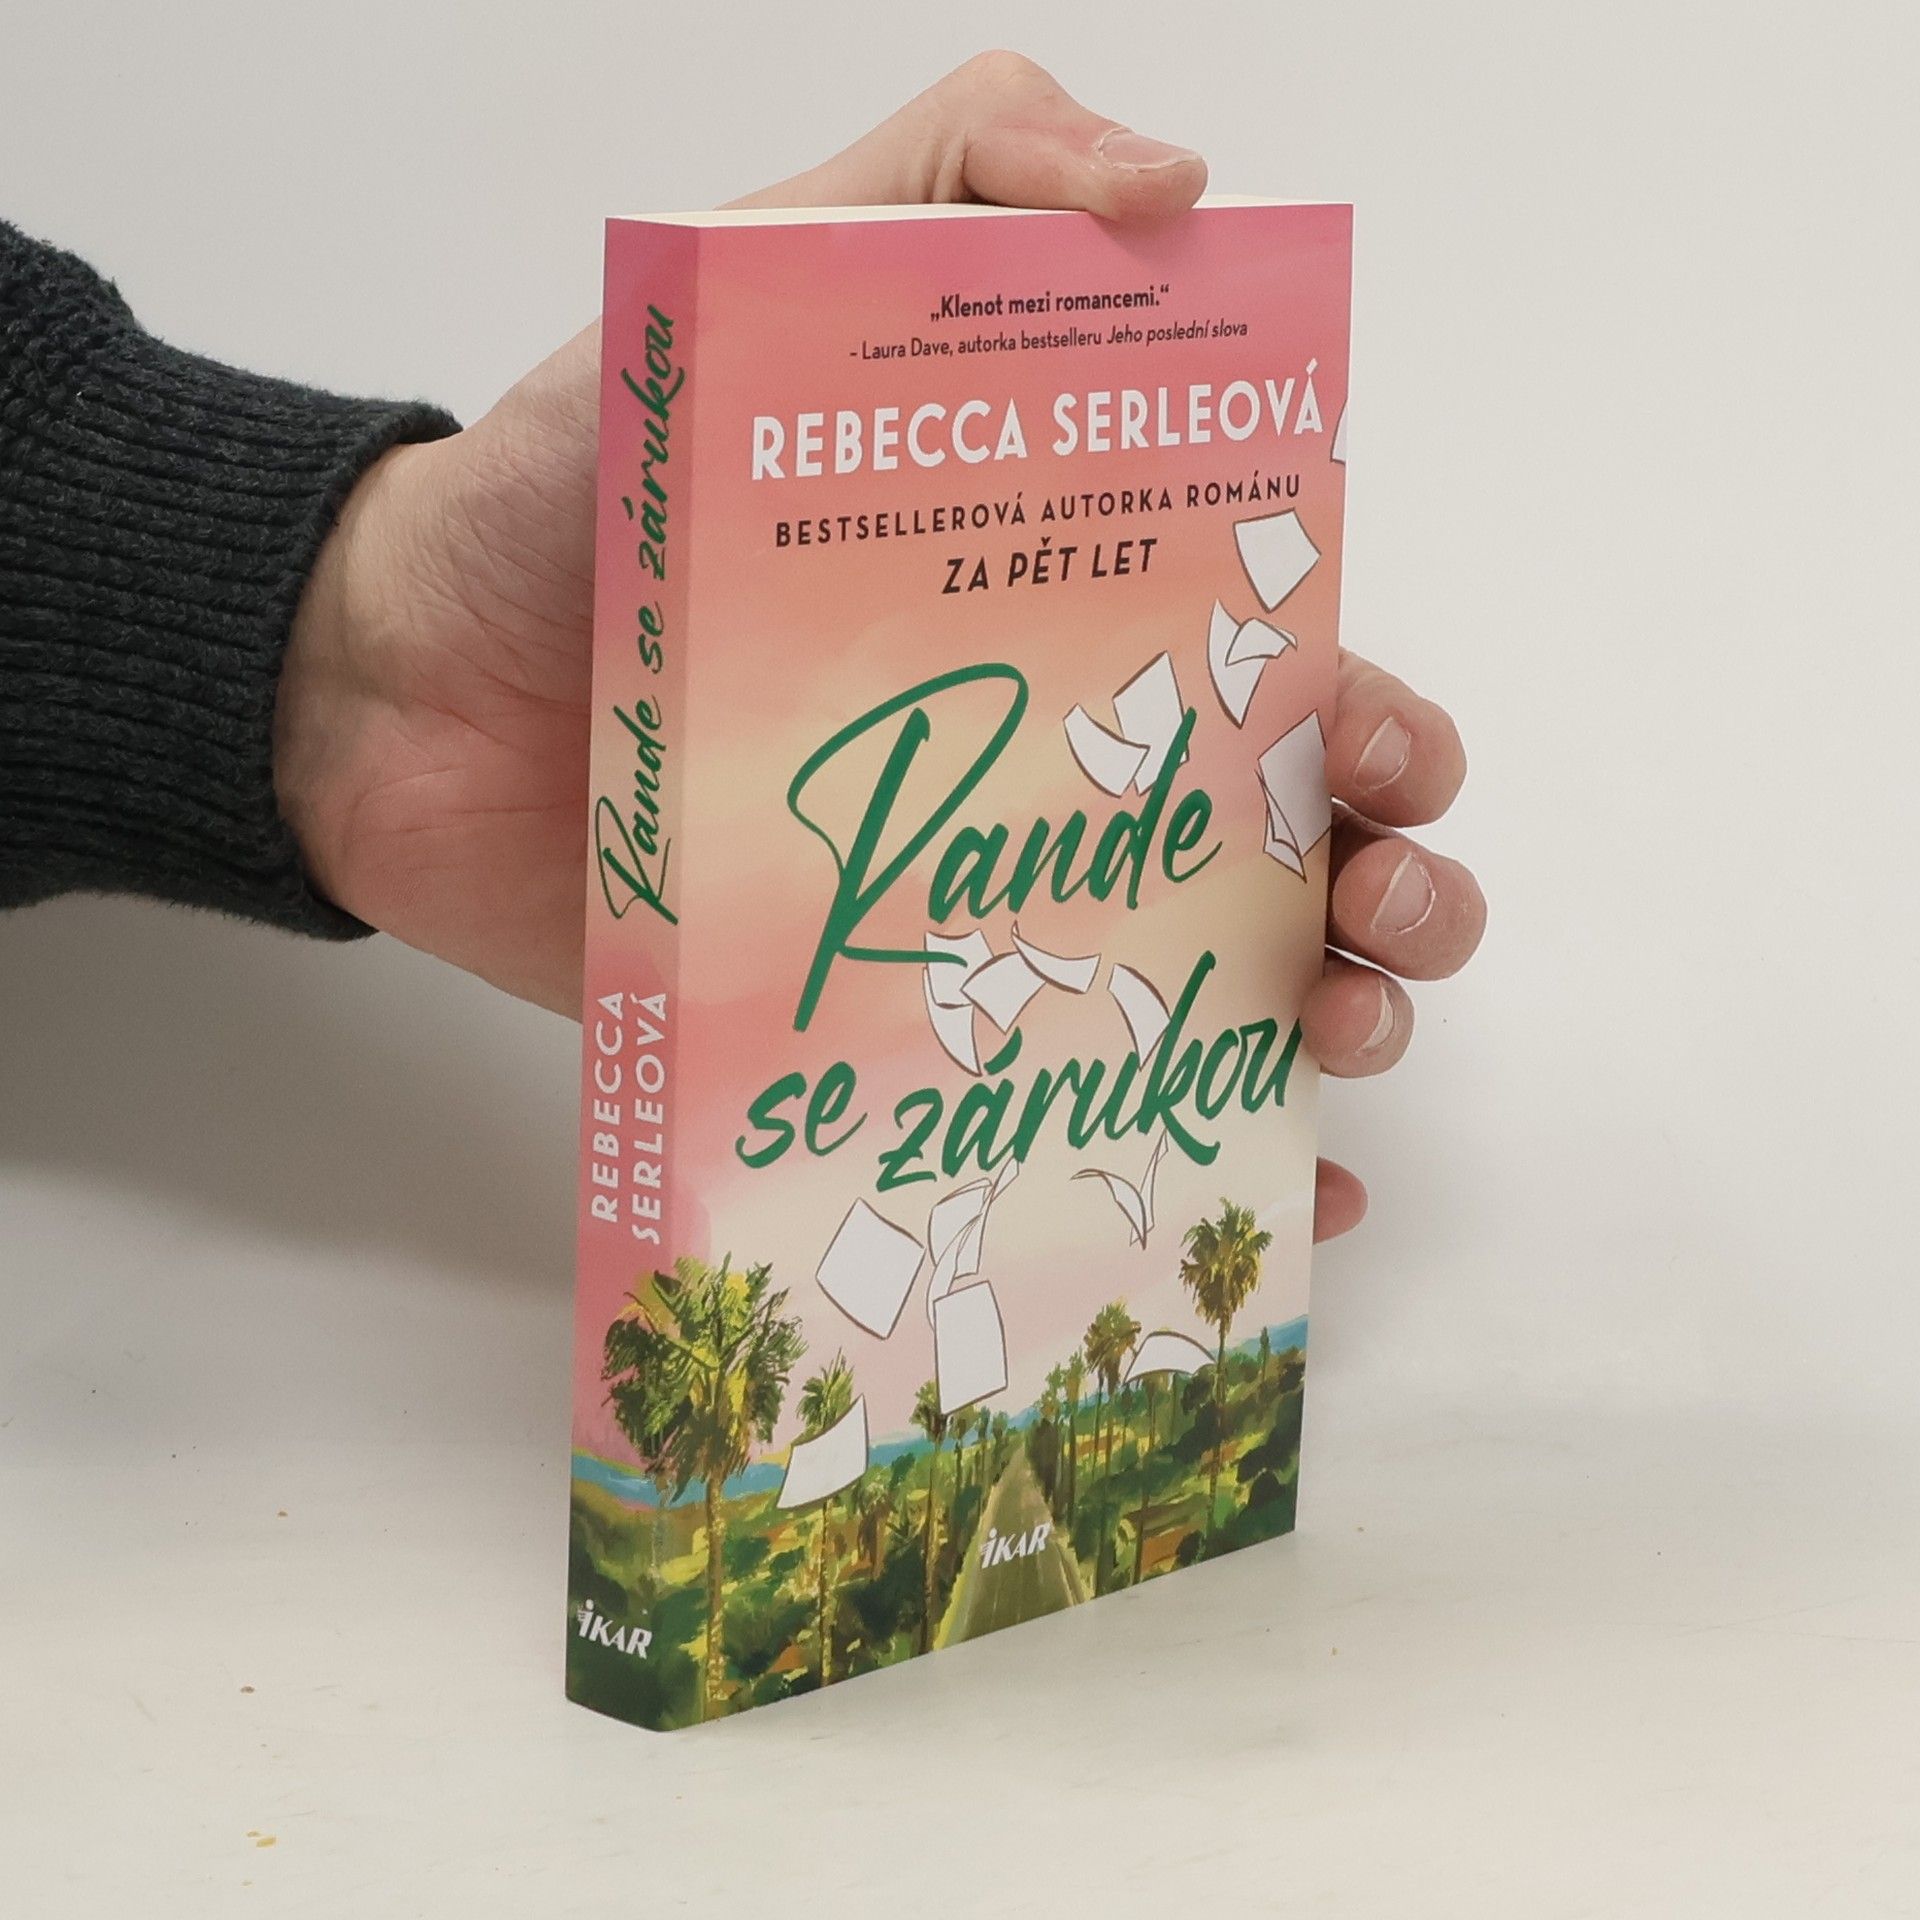 „Klenot mezi romancemi.“
– Laura Dave, autorka bestselleru Jeho poslední slova
REBECCA SERLEOVÁ
BESTSELLEROVÁ AUTORKA ROMÁNU
ZA PĚT LET
Rande
se zárukou
IKAR
Rande se zárukou
REBECCA
SERLEOVÁ
IKAR